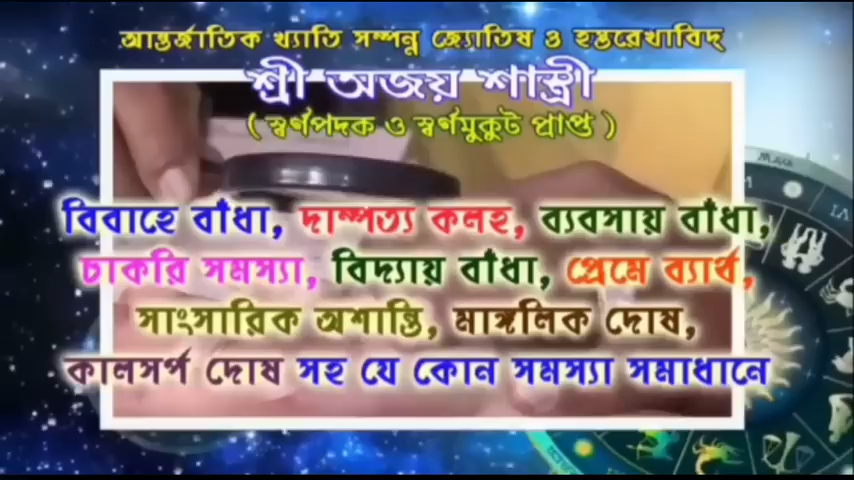 আন্তর্জাতিক খ্যাতি সম্পন্ন জ্যোতিষ ও হস্তরেখাবিদ্
শ্রী অজয় শাস্ত্রী
( স্বর্ণপদক ও স্বর্ণমুকুট প্রাপ্ত )
বিবাহে বাঁধা, দাম্পত্য কলহ, ব্যবসায় বাঁধা,
চাকরি সমস্যা, বিদ্যায় বাঁধা, প্রেমে ব্যার্থ,
সাংসারিক অশান্তি, মাঙ্গলিক দোষ,
কালসর্প দোষ সহ যে কোন সমস্যা সমাধানে